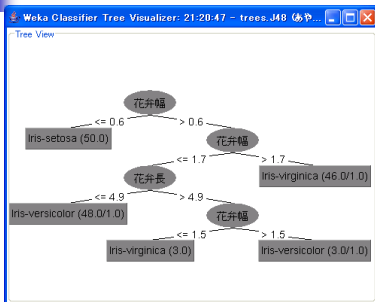 Weka Classifier Tree Visualizer: 21:20:47 - trees.J48 (あや...
Tree View
花弁幅
<= 0.6
> 0.6
Iris-setosa (50.0)
花弁幅
<= 1.7
> 1.7
花弁長
Iris-virginica (46.0/1.0)
<= 4.9
> 4.9
Iris-versicolor (48.0/1.0)
花弁幅
<= 1.5
> 1.5
Iris-virginica (3.0)
Iris-versicolor (3.0/1.0)